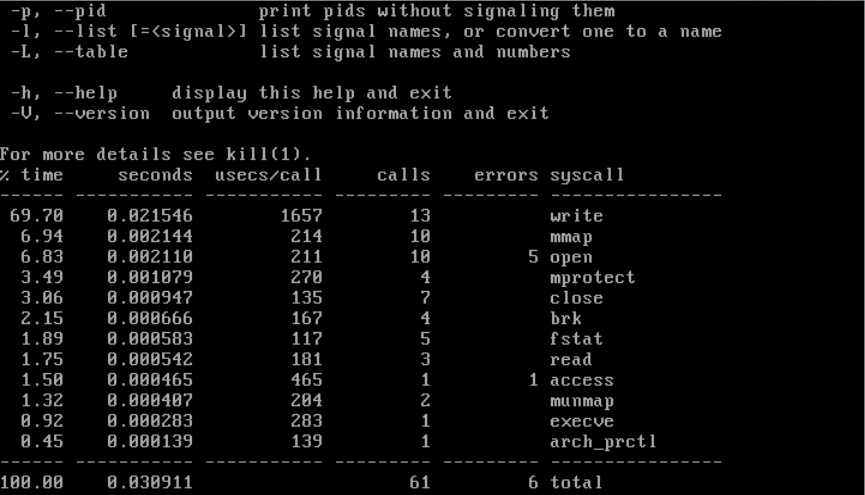 -p, --pid              print pids without signaling them
-l, --list [=<signal>] list signal names, or convert one to a name
-L, --table            list signal names and numbers

-h, --help     display this help and exit
-V, --version  output version information and exit

For more details see kill(1).
% time     seconds  usecs/call     calls    errors syscall
------ ----------- ----------- --------- --------- ----------------
 69.70    0.021546        1657        13           write
  6.94    0.002144         214        10           mmap
  6.83    0.002110         211        10         5 open
  3.49    0.001079         270         4           mprotect
  3.06    0.000947         135         7           close
  2.15    0.000666         167         4           brk
  1.89    0.000583         117         5           fstat
  1.75    0.000542         181         3           read
  1.50    0.000465         465         1         1 access
  1.32    0.000407         204         2           munmap
  0.92    0.000283         283         1           execve
  0.45    0.000139         139         1           arch_prctl
------ ----------- ----------- --------- --------- ----------------
100.00    0.030911                    61         6 total